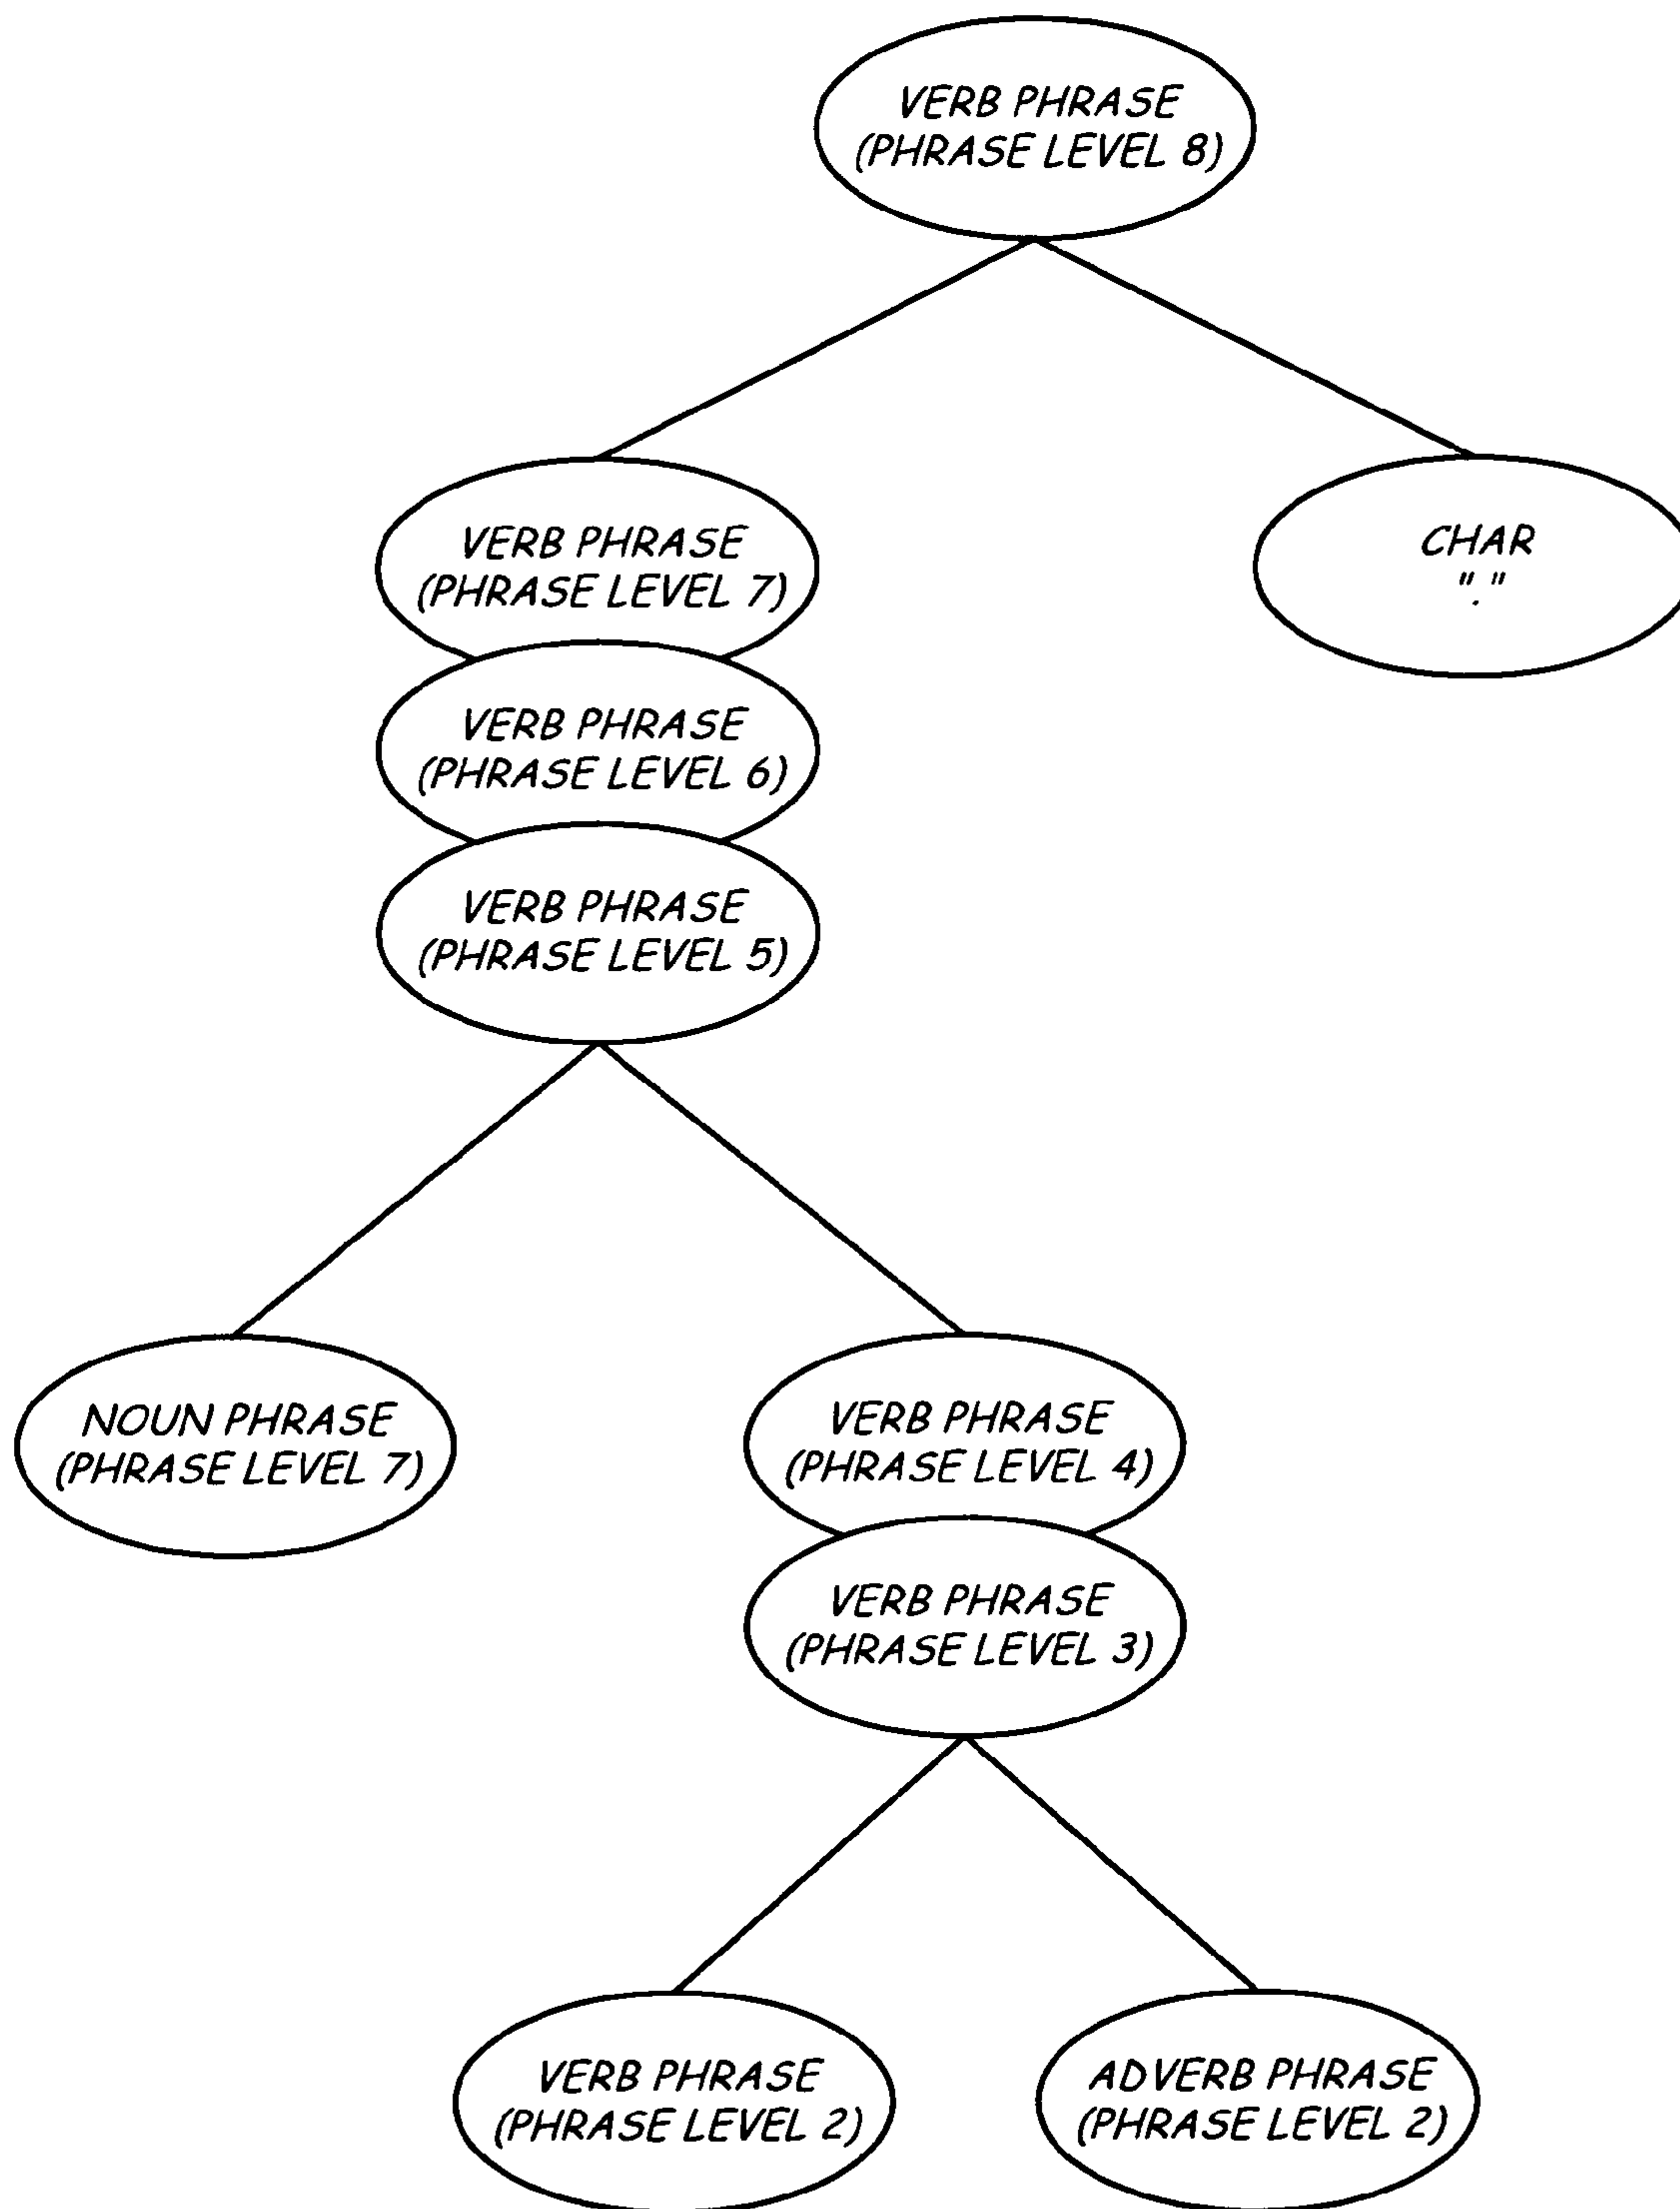 VERB PHRASE
(PHRASE LEVEL 8)
VERB PHRASE
(PHRASE LEVEL 7)
CHAR
"."
VERB PHRASE
(PHRASE LEVEL 6)
VERB PHRASE
(PHRASE LEVEL 5)
NOUN PHRASE
(PHRASE LEVEL 7)
VERB PHRASE
(PHRASE LEVEL 4)
VERB PHRASE
(PHRASE LEVEL 3)
VERB PHRASE
(PHRASE LEVEL 2)
ADVERB PHRASE
(PHRASE LEVEL 2)